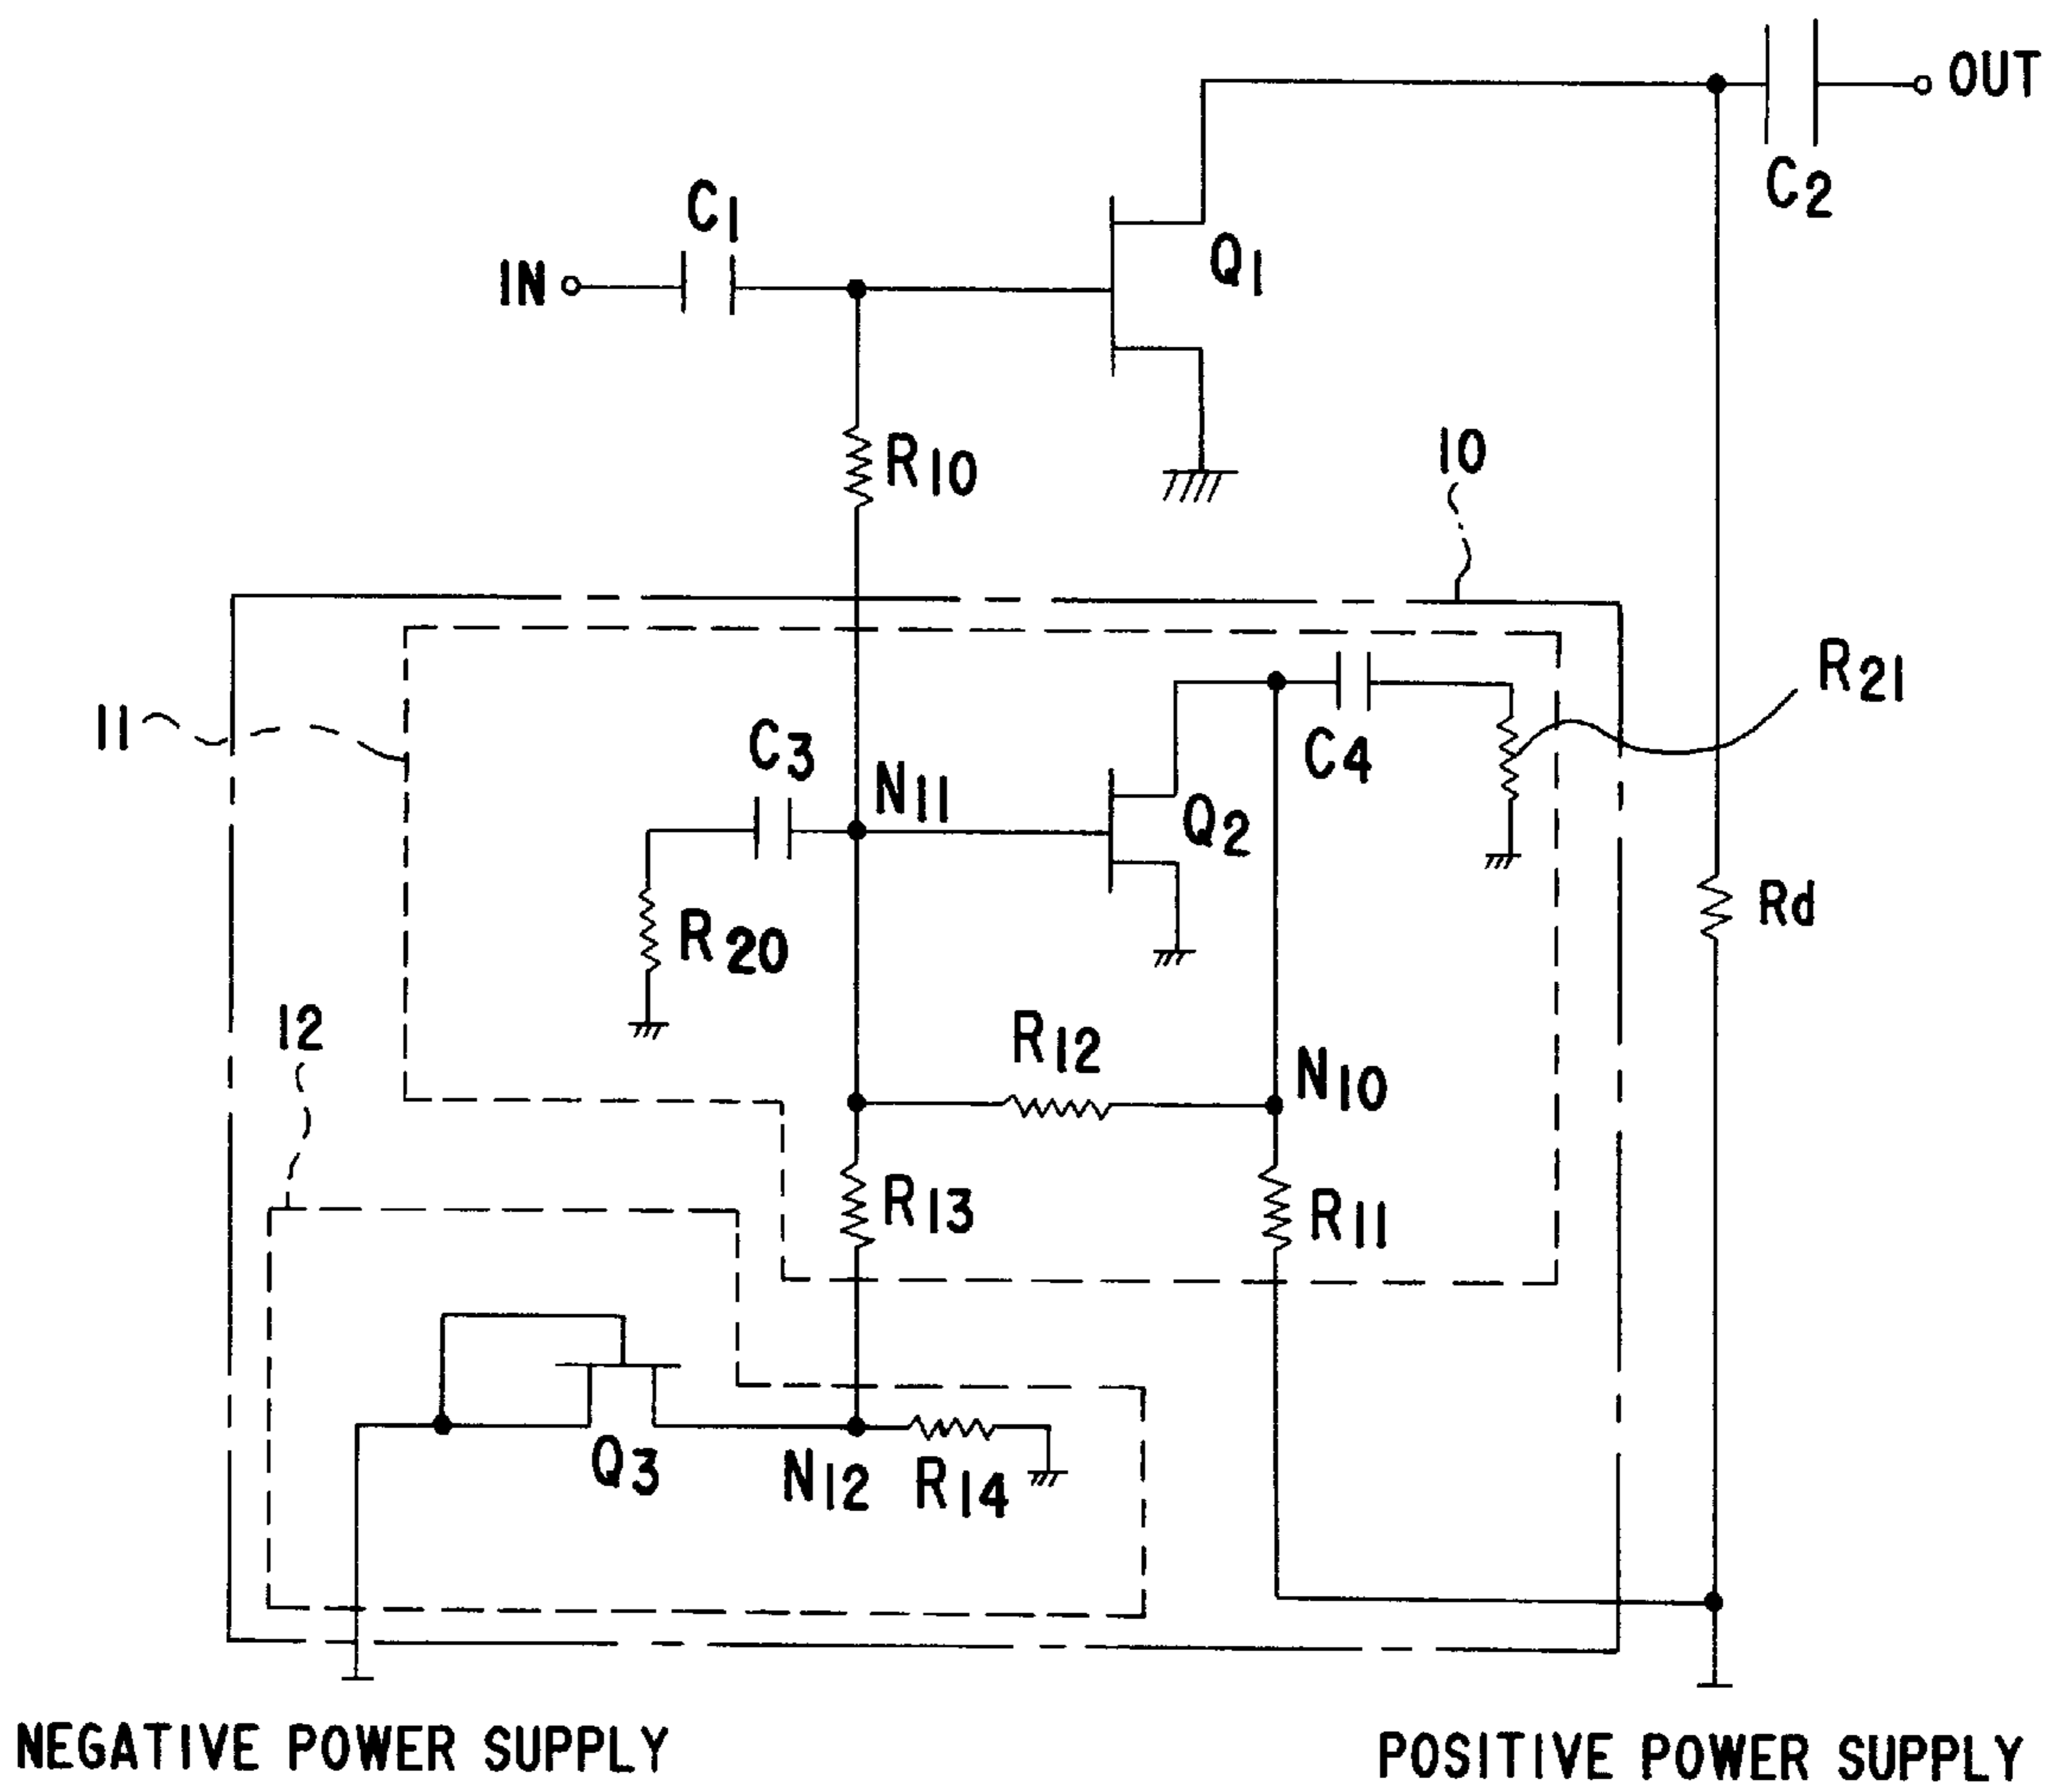 OUT
C2
C1
IN
Q1
R10
10
R21
11
C3
N11
C4
Q2
Rd
R20
12
R12
N10
R13
R11
Q3
N12
R14
NEGATIVE POWER SUPPLY
POSITIVE POWER SUPPLY